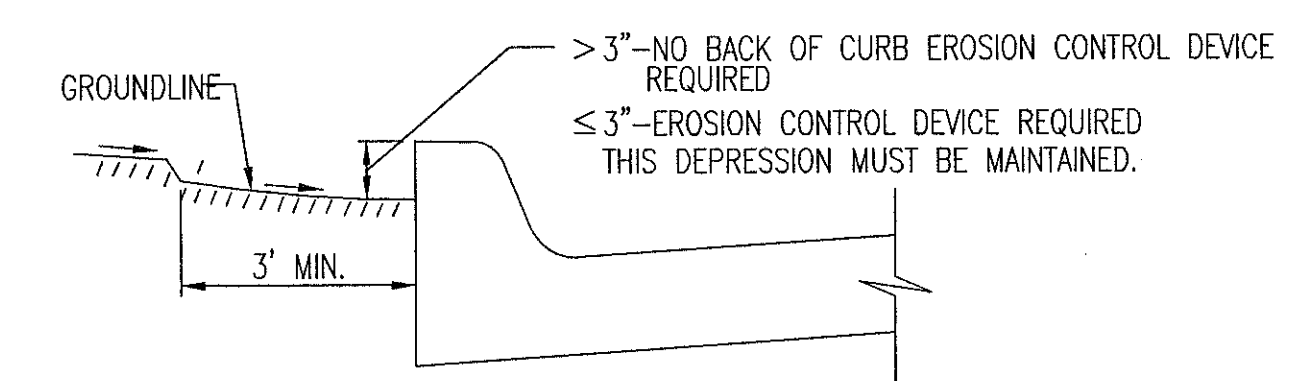 >3"-NO BACK OF CURB EROSION CONTROL DEVICE
REQUIRED
GROUNDLINE
≤3"-EROSION CONTROL DEVICE REQUIRED
THIS DEPRESSION MUST BE MAINTAINED.
3' MIN.